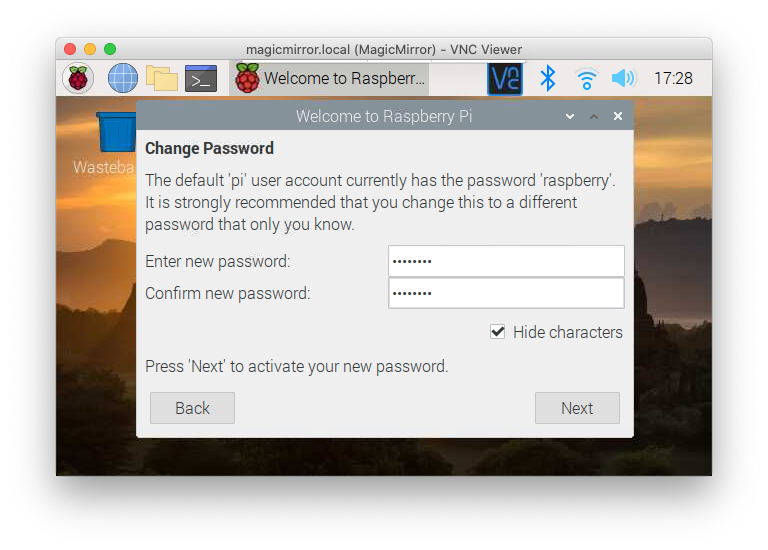 magicmirror.local (MagicMirror) - VNC Viewer
>_ Welcome to Raspberr... 17:28
Welcome to Raspberry Pi
Wasteba
Change Password
The default 'pi' user account currently has the password 'raspberry'.
It is strongly recommended that you change this to a different
password that only you know.
Enter new password: ••••••••
Confirm new password: ••••••••
Hide characters
Press 'Next' to activate your new password.
Back Next